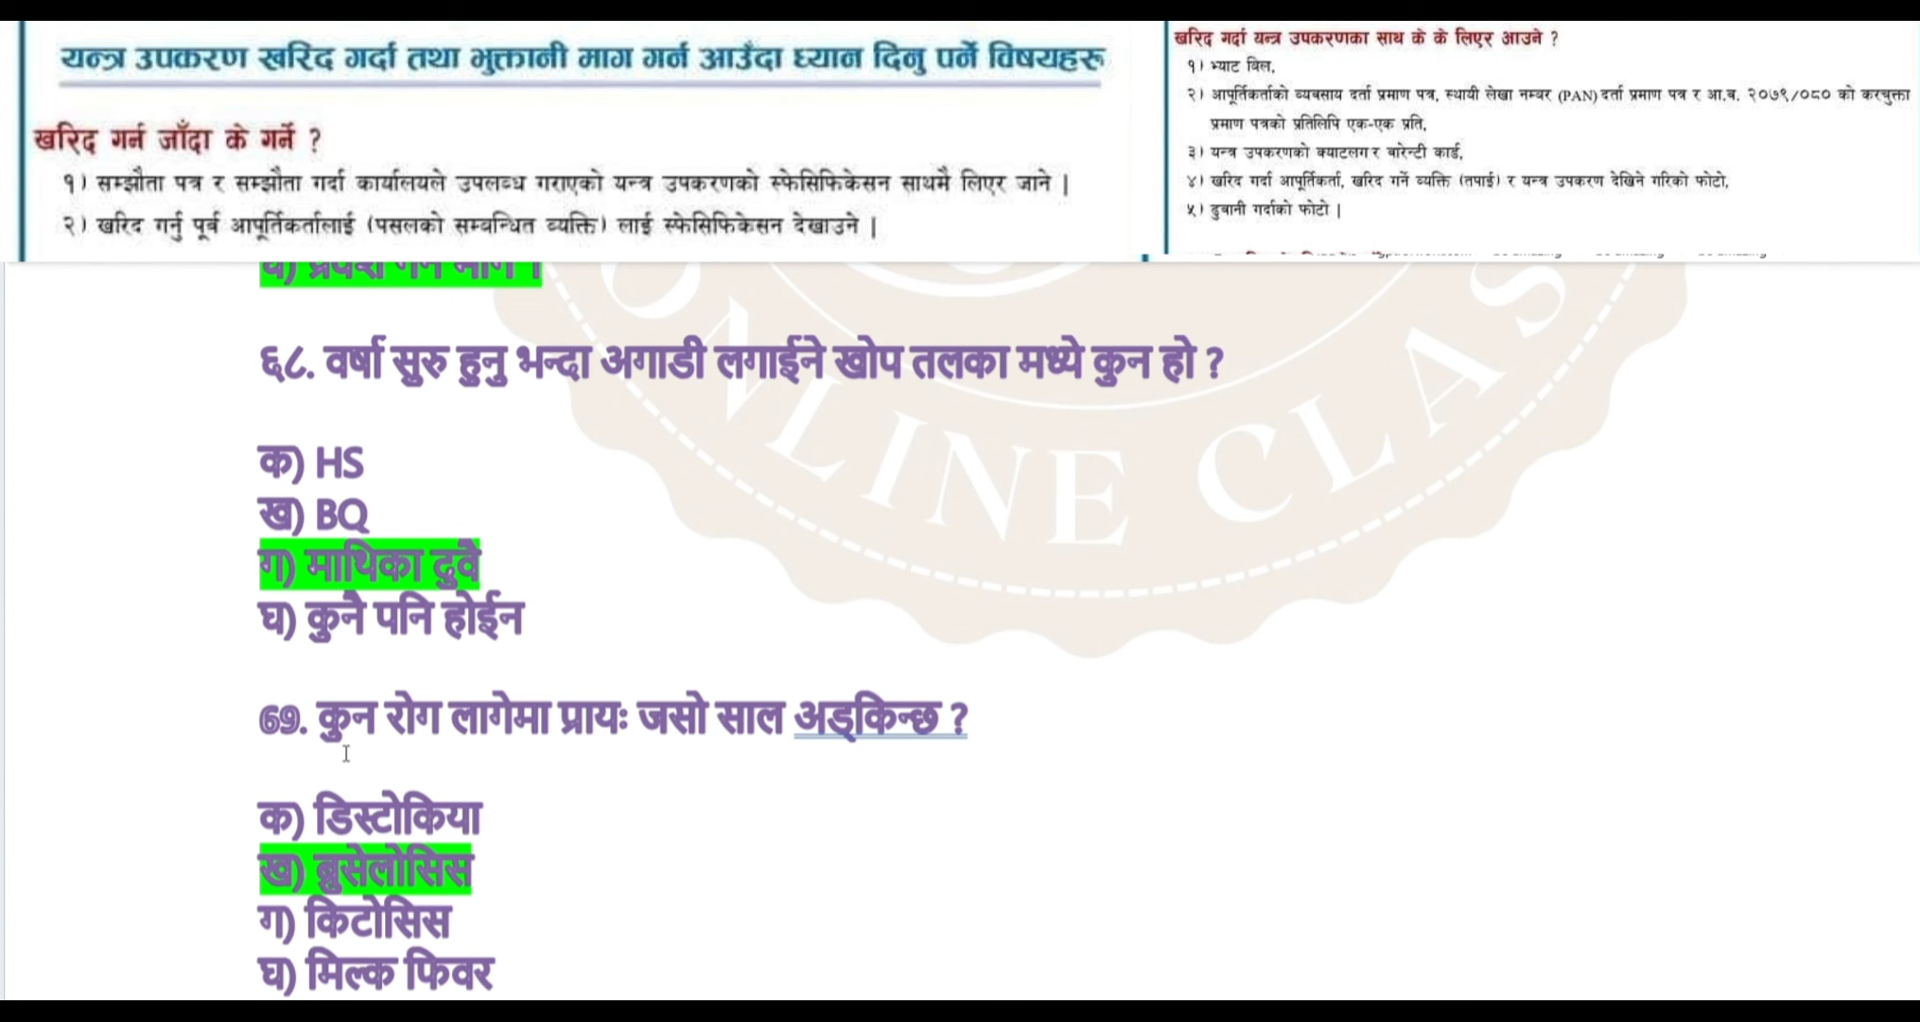 यन्त्र उपकरण खरिद गर्दा तथा भुक्तानी माग गर्न आउँदा ध्यान दिनु पर्ने विषयहरू
खरिद गर्न जाँदा के गर्ने ?
१) सम्झौता पत्र र सम्झौता गर्दा कार्यालयले उपलब्ध गराएको यन्त्र उपकरणको स्फेसिफिकेसन साथमै लिएर जाने |
२) खरिद गर्नु पूर्व आपूर्तिकर्तालाई (पसलको सम्बन्धित व्यक्ति) लाई स्फेसिफिकेसन देखाउने |
खरिद गर्दा यन्त्र उपकरणका साथ के के लिएर आउने ?
१) भ्याट बिल,
२) आपूर्तिकर्ताको व्यबसाय दर्ता प्रमाण पत्र, स्थायी लेखा नम्बर (PAN) दर्ता प्रमाण पत्र र आ.ब. २०७९/०८० को करचुक्ता
प्रमाण पत्रको प्रतिलिपि एक-एक प्रति,
३) यन्त्र उपकरणको क्याटलग र बारेन्टी कार्ड,
४) खरिद गर्दा आपूर्तिकर्ता, खरिद गर्ने व्यक्ति (तपाई) र यन्त्र उपकरण देखिने गरिको फोटो,
५) ढुबानी गर्दाको फोटो |
६८. वर्षा सुरु हुनु भन्दा अगाडी लगाईने खोप तलका मध्ये कुन हो ?
क) HS
ख) BQ
ग) माथिका दुवै
घ) कुनै पनि होईन
69. कुन रोग लागेमा प्रायः जसो साल अड्किन्छ ?
क) डिस्टोकिया
ख) ब्रुसेलोसिस
ग) किटोसिस
घ) मिल्क फिवर
ONLINE CLAS